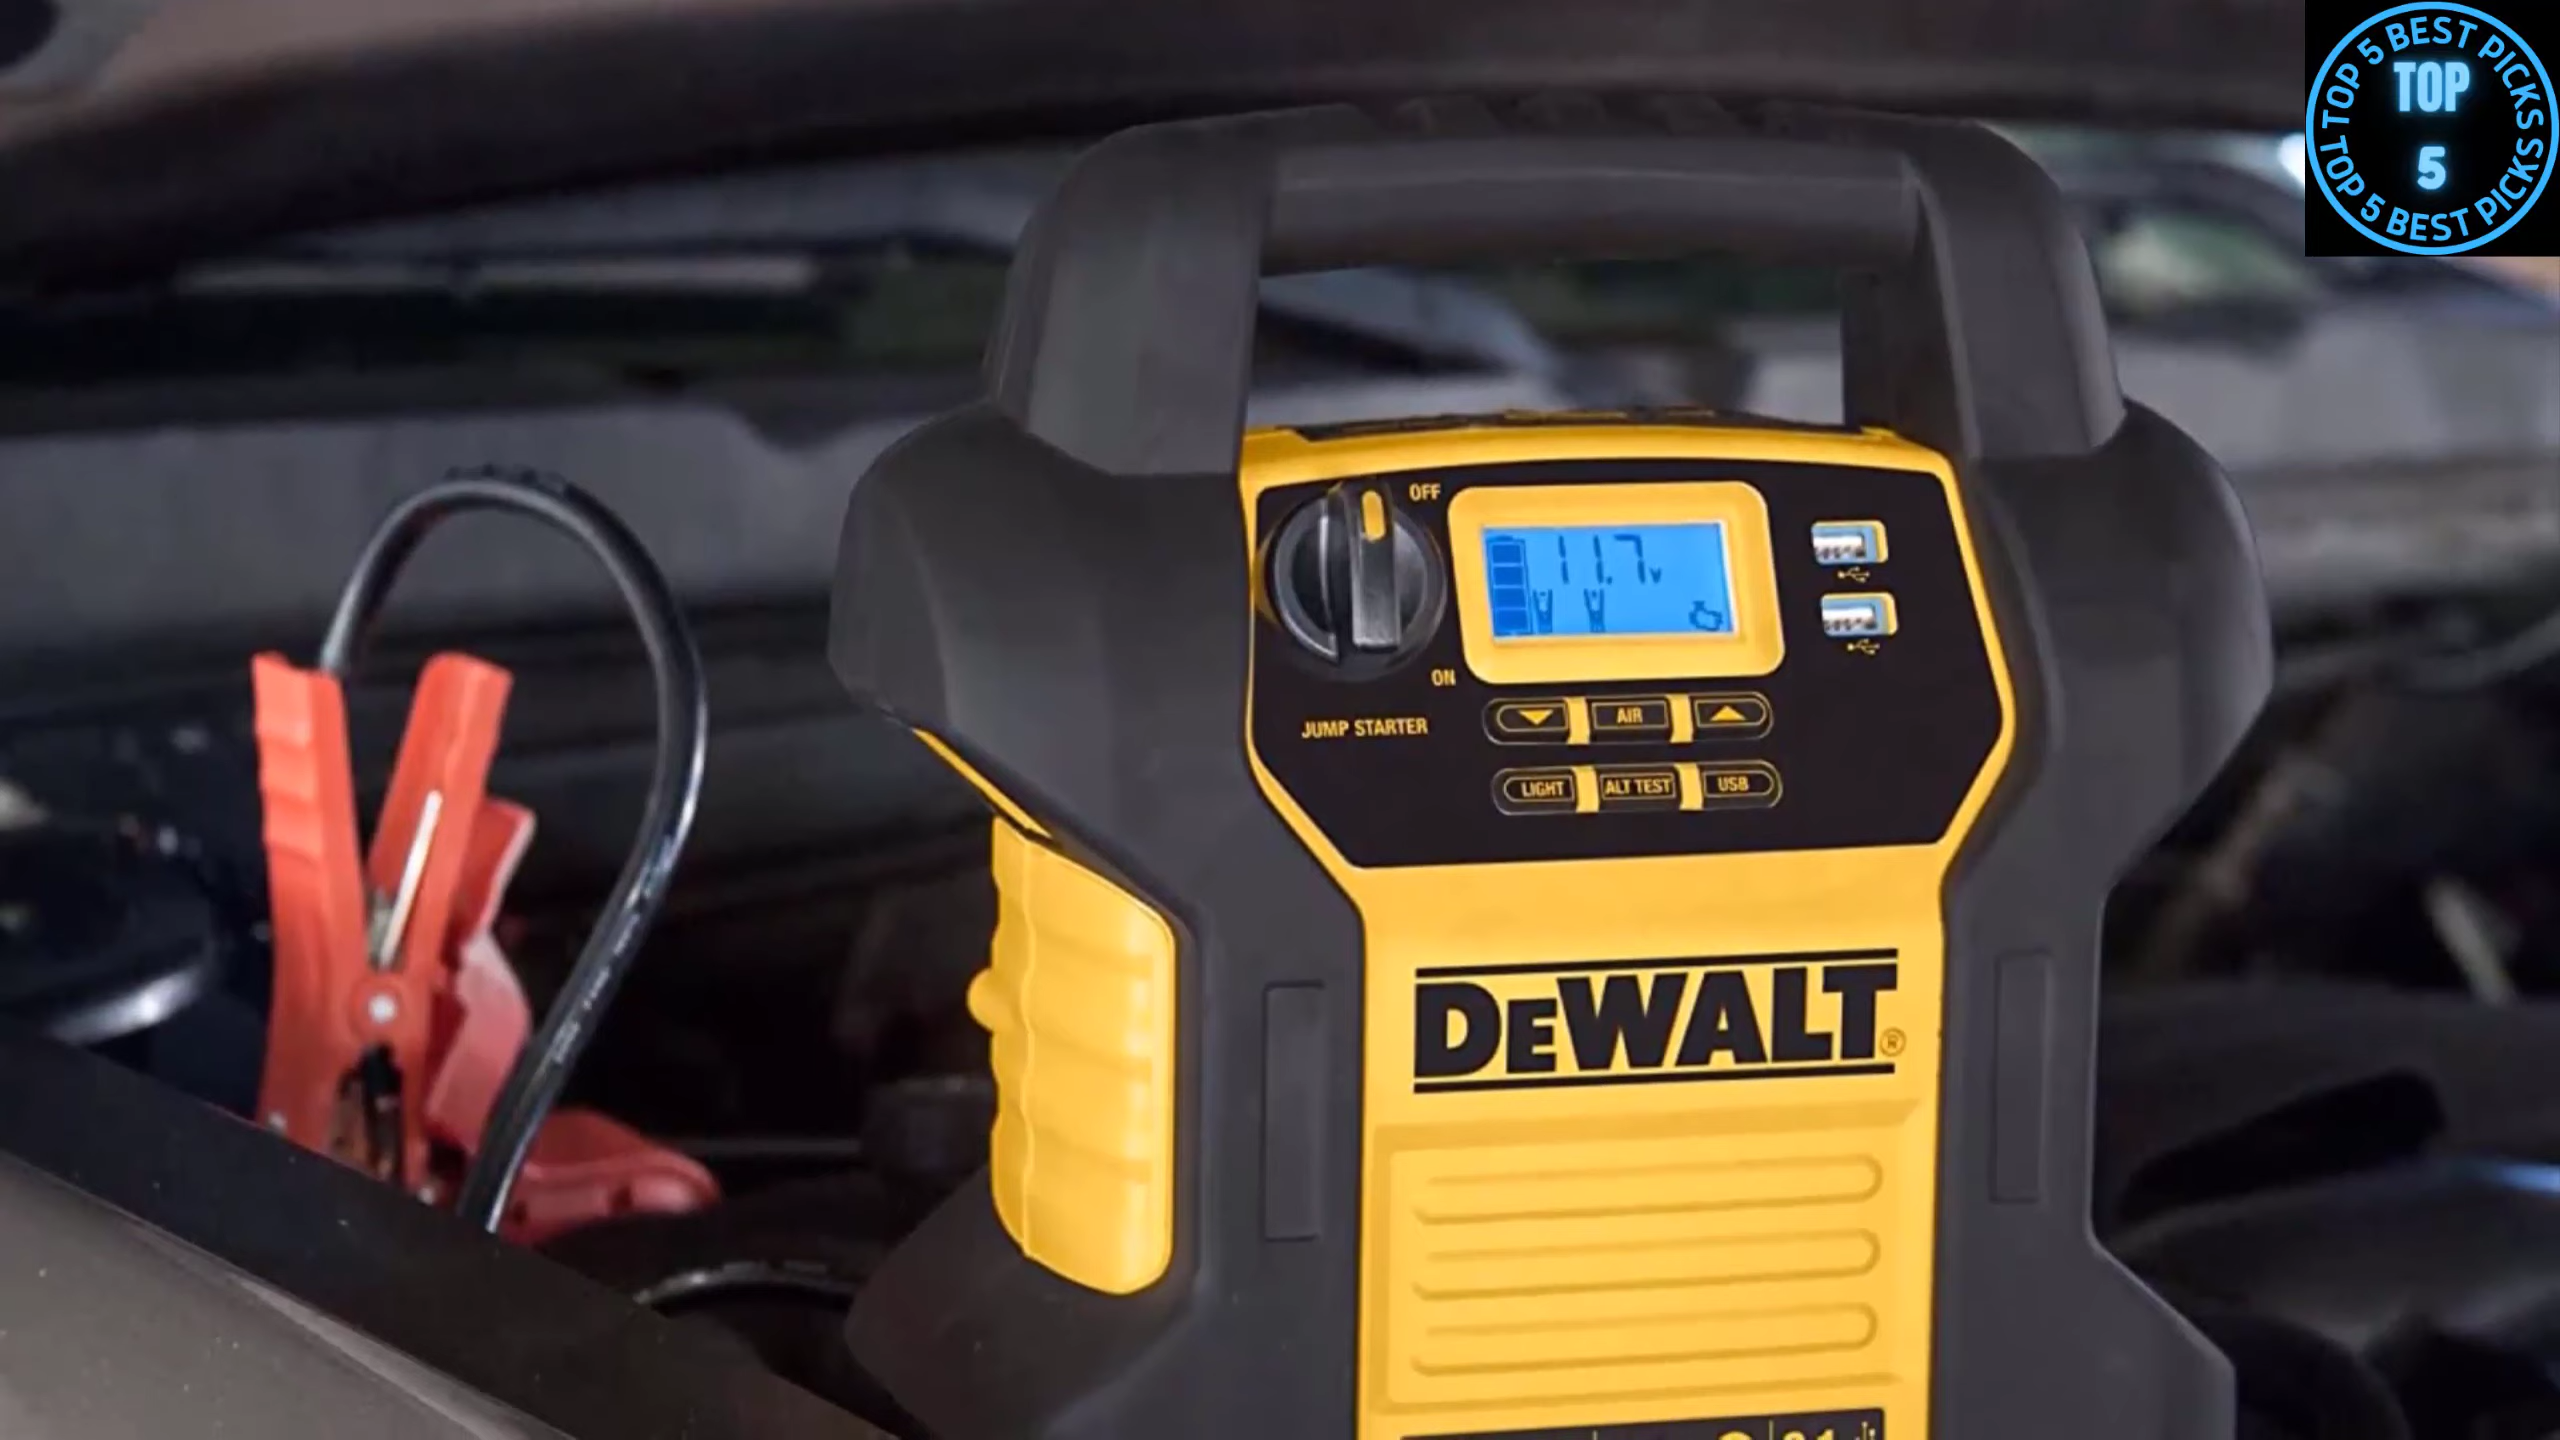 TOP 5 BEST PICKS
TOP 5 BEST PICKS
TOP
5
OFF
ON
JUMP STARTER
11.7v
AIR
LIGHT ALT TEST USB
DEWALT®